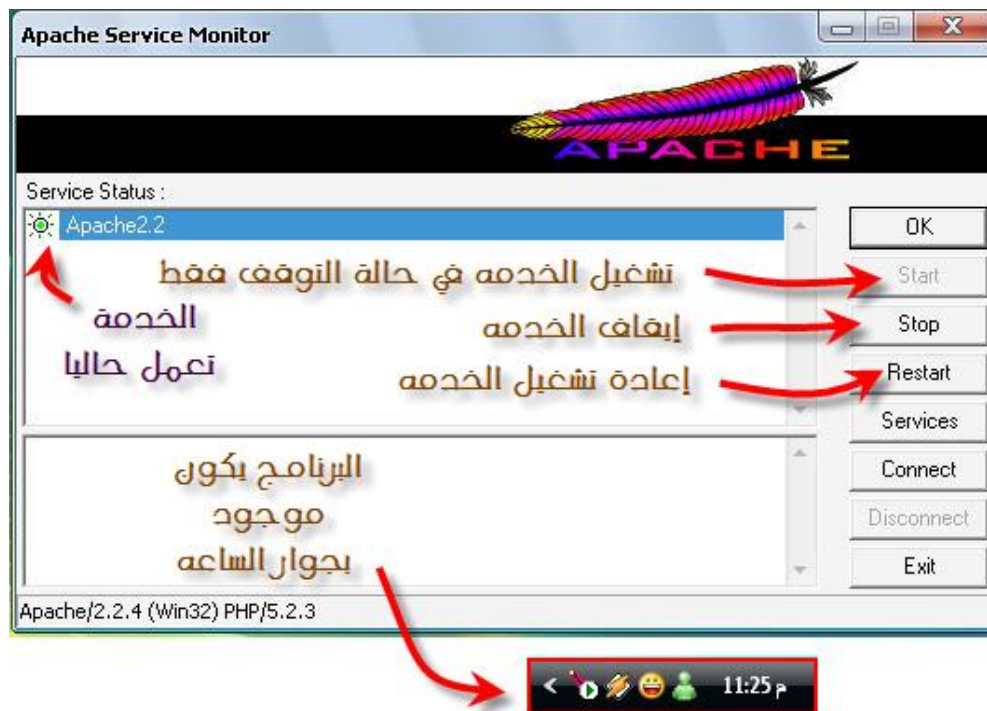 Apache Service Monitor
APACHE
Service Status :
Apache2.2
OK
تشغيل الخدمه في حالة التوقف فقط
Start
الخدمة
تعمل حاليا
إيقاف الخدمه
Stop
إعادة تشغيل الخدمه
Restart
Services
البرنامج يكون
موجود
بجوار الساعه
Connect
Disconnect
Exit
Apache/2.2.4 (Win32) PHP/5.2.3
11:25 م